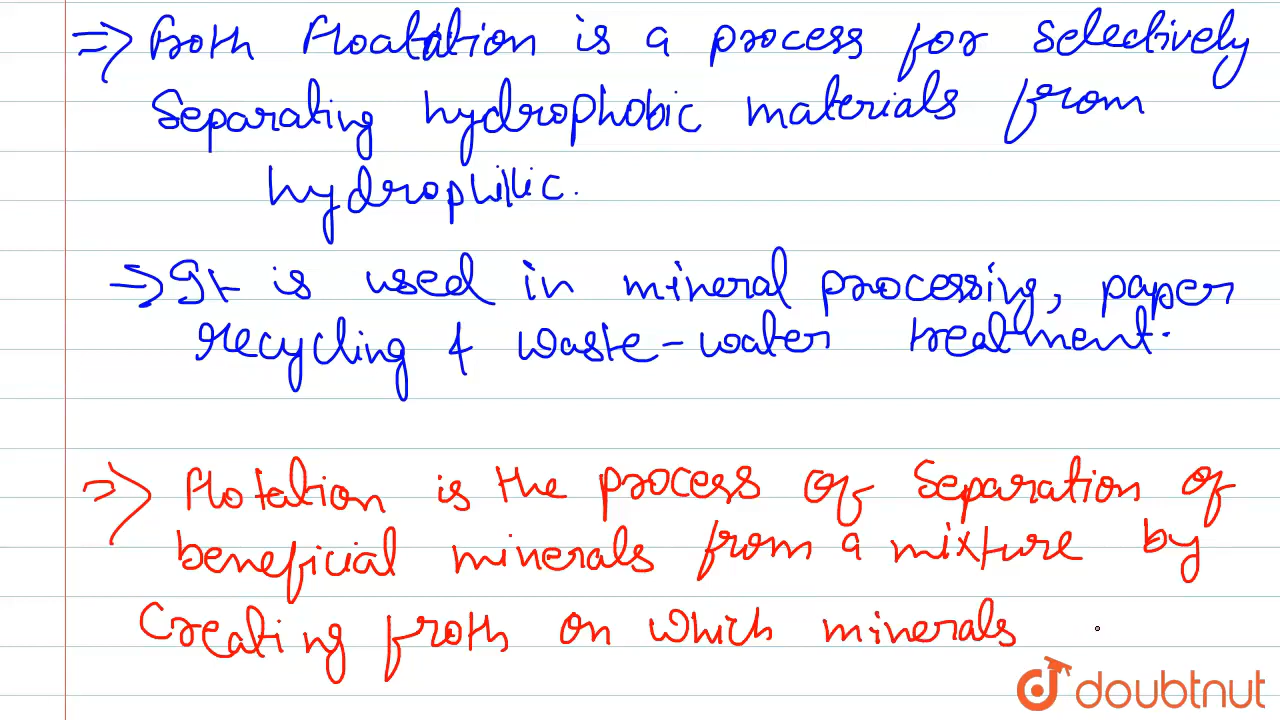 ⇒ Froth Floatation is a process for selectively
Separating hydrophobic materials from
hydrophillic.
→ It is used in mineral processing, paper
recycling & waste-water treatment.
⇒ Flotation is the process of Separation of
beneficial minerals from a mixture by
Creating froth on which minerals
doubtnut